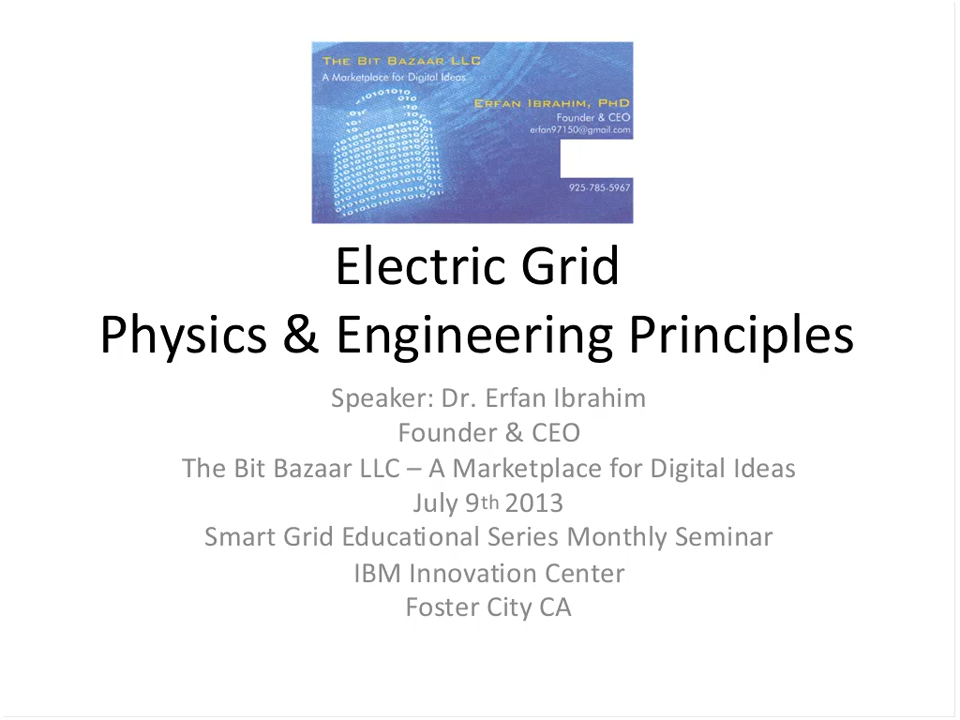 THE BIT BAZAAR LLC
A Marketplace for Digital Ideas
ERFAN IBRAHIM, PHD
Founder & CEO
erfan97150@gmail.com
925-785-5967
Electric Grid
Physics & Engineering Principles
Speaker: Dr. Erfan Ibrahim
Founder & CEO
The Bit Bazaar LLC – A Marketplace for Digital Ideas
July 9th 2013
Smart Grid Educational Series Monthly Seminar
IBM Innovation Center
Foster City CA